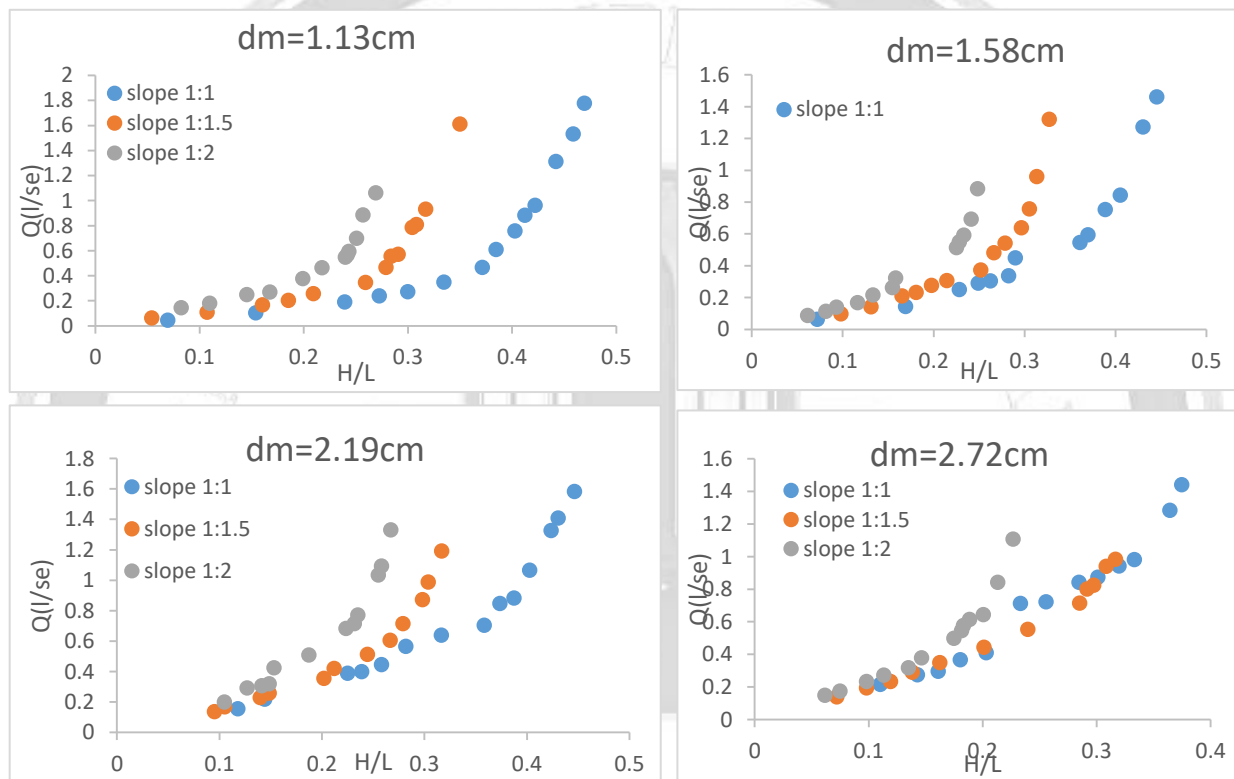 dm=1.13cm
2
1.8
1.6
1.4
1.2
1
0.8
0.6
0.4
0.2
0
Q(l/se)
slope 1:1
slope 1:1.5
slope 1:2
0 0.1 0.2 0.3 0.4 0.5
H/L
dm=1.58cm
1.6
1.4
1.2
1
0.8
0.6
0.4
0.2
0
Q(l/se)
slope 1:1
0 0.1 0.2 0.3 0.4 0.5
H/L
dm=2.19cm
1.8
1.6
1.4
1.2
1
0.8
0.6
0.4
0.2
0
Q(l/se)
slope 1:1
slope 1:1.5
slope 1:2
0 0.1 0.2 0.3 0.4 0.5
H/L
dm=2.72cm
1.6
1.4
1.2
1
0.8
0.6
0.4
0.2
0
Q(l/se)
slope 1:1
slope 1:1.5
slope 1:2
0 0.1 0.2 0.3 0.4
H/L